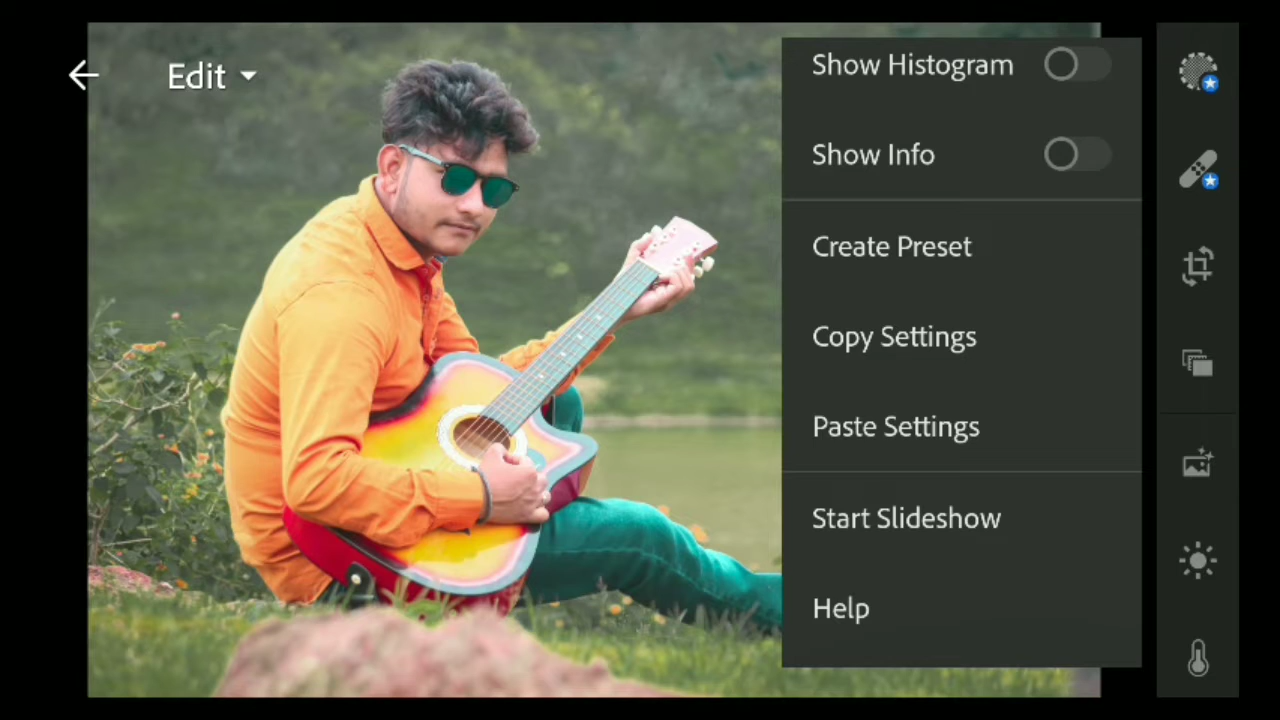 Edit
Show Histogram
Show Info
Create Preset
Copy Settings
Paste Settings
Start Slideshow
Help